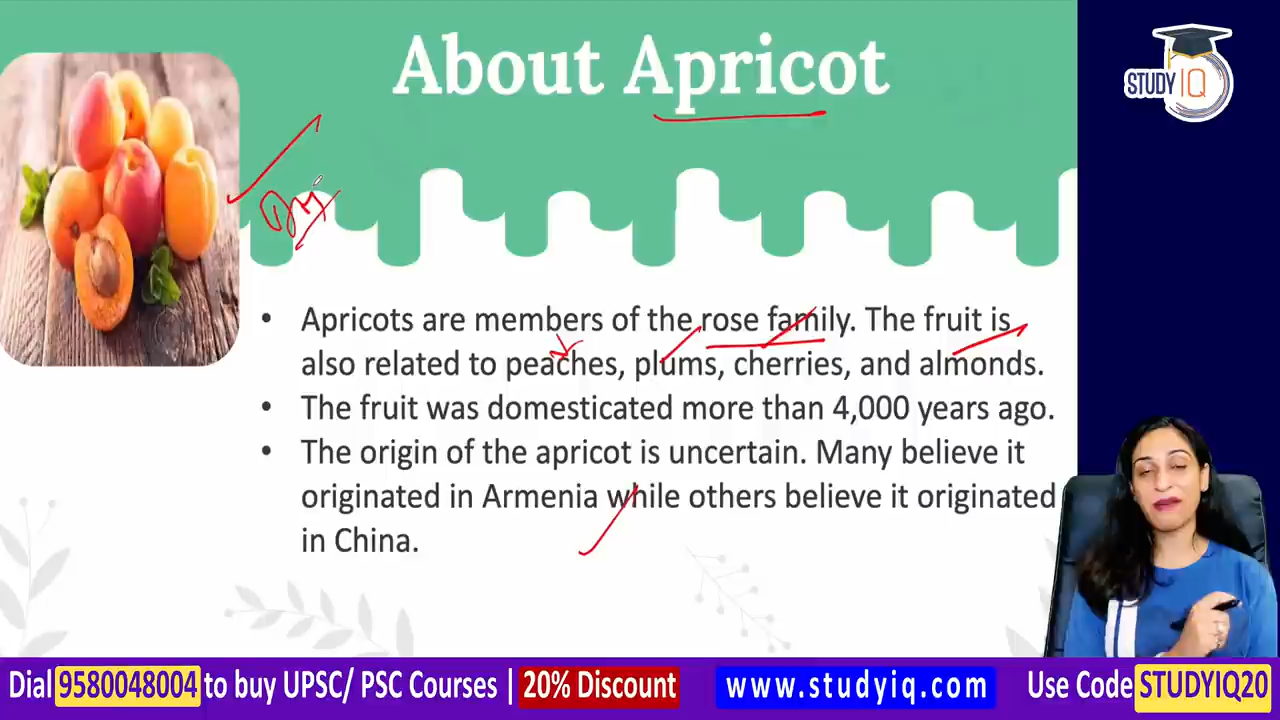 About Apricot
STUDY IQ
Dry
• Apricots are members of the rose family. The fruit is
also related to peaches, plums, cherries, and almonds.
• The fruit was domesticated more than 4,000 years ago.
• The origin of the apricot is uncertain. Many believe it
originated in Armenia while others believe it originated
in China.
Dial 9580048004 to buy UPSC/ PSC Courses | 20% Discount www.studyiq.com Use Code STUDYIQ20